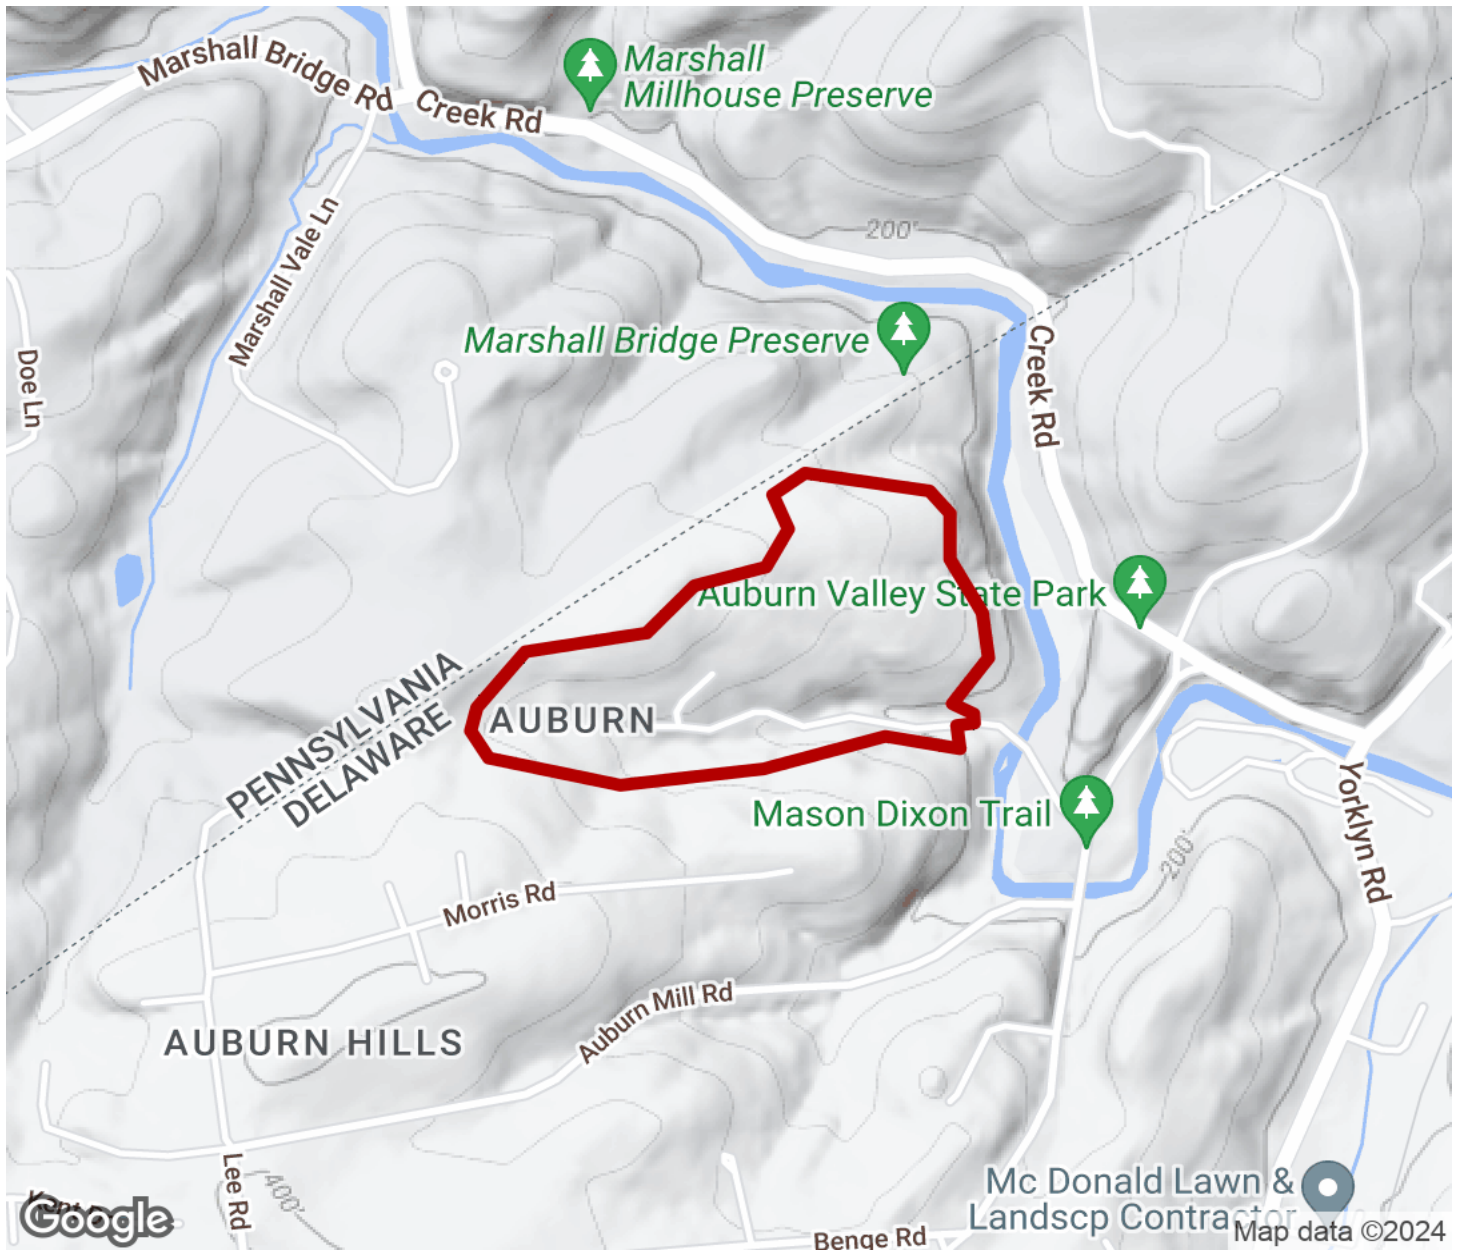 Marshall Bridge Rd
Creek Rd
Marshall
Millhouse Preserve
200'
Marshall Vale Ln
Marshall Bridge Preserve
Doe Ln
Creek Rd
Auburn Valley State Park
PENNSYLVANIA
DELAWARE
AUBURN
Mason Dixon Trail
Yorklyn Rd
200'
Morris Rd
Auburn Mill Rd
AUBURN HILLS
Lee Rd
400'
Mc Donald Lawn &
Landscp Contractor
Google
Benge Rd
Map data ©2024